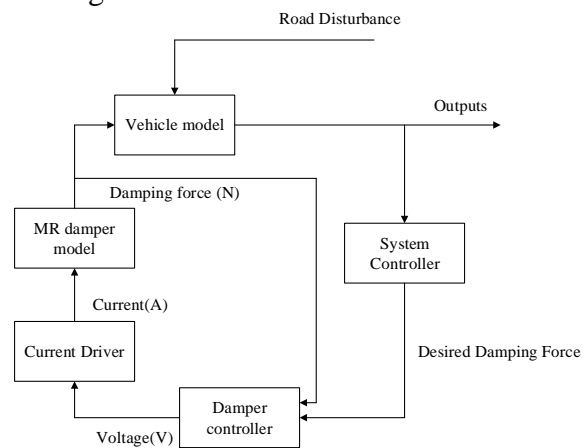 Road Disturbance
Vehicle model
Outputs
Damping force (N)
MR damper
model
System
Controller
Current(A)
Current Driver
Desired Damping Force
Damper
controller
Voltage(V)